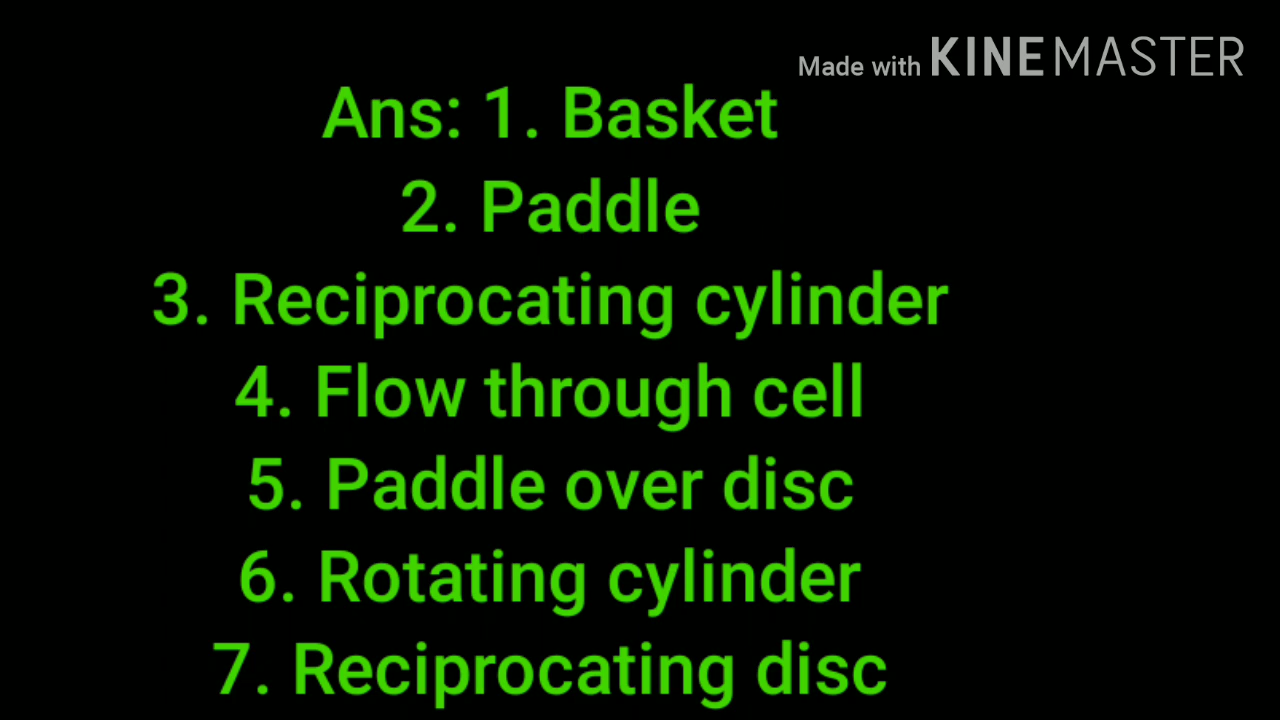 Made with KINEMASTER
Ans: 1. Basket
2. Paddle
3. Reciprocating cylinder
4. Flow through cell
5. Paddle over disc
6. Rotating cylinder
7. Reciprocating disc